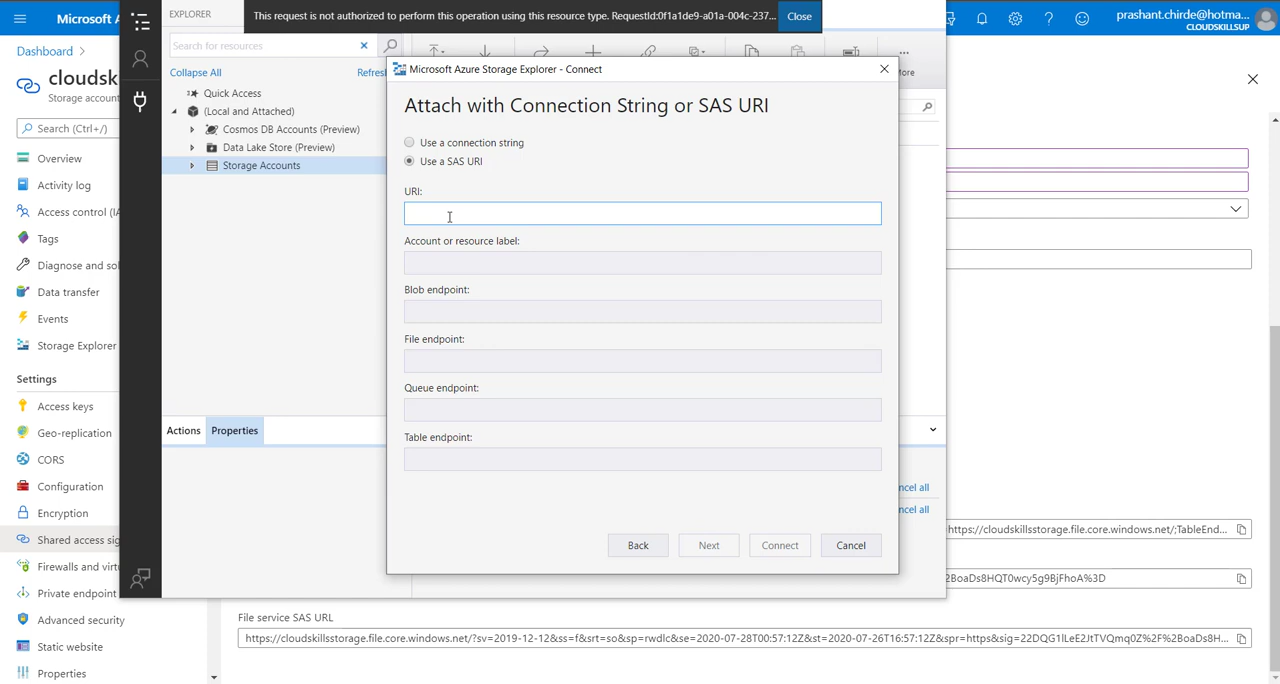 Microsoft A
prashant.chirde@hotma...
CLOUDSKILLSUP
EXPLORER
This request is not authorized to perform this operation using this resource type. RequestId:0f1a1de9-a01a-004c-237...
Close
Search for resources
Collapse All
Refres
Quick Access
(Local and Attached)
Cosmos DB Accounts (Preview)
Data Lake Store (Preview)
Storage Accounts
Actions
Properties
More
ncel all
ncel all
Dashboard
cloudsk
Storage account
Search (Ctrl+/)
Overview
Activity log
Access control (IA
Tags
Diagnose and sol
Data transfer
Events
Storage Explorer
Settings
Access keys
Geo-replication
CORS
Configuration
Encryption
Shared access sig
Firewalls and virtu
Private endpoint
Advanced security
Static website
Properties
Microsoft Azure Storage Explorer - Connect
Attach with Connection String or SAS URI
Use a connection string
Use a SAS URI
URI:
Account or resource label:
Blob endpoint:
File endpoint:
Queue endpoint:
Table endpoint:
Back
Next
Connect
Cancel
https://cloudskillsstorage.file.core.windows.net/;TableEnd...
2BoaDs8HQT0wcy5g9BjFhoA%3D
File service SAS URL
https://cloudskillsstorage.file.core.windows.net/?sv=2019-12-12&ss=f&srt=so&sp=rwdlc&se=2020-07-28T00:57:12Z&st=2020-07-26T16:57:12Z&spr=https&sig=22DQG1lLeE2JtTVQmq0Z%2F%2BoaDs8H...